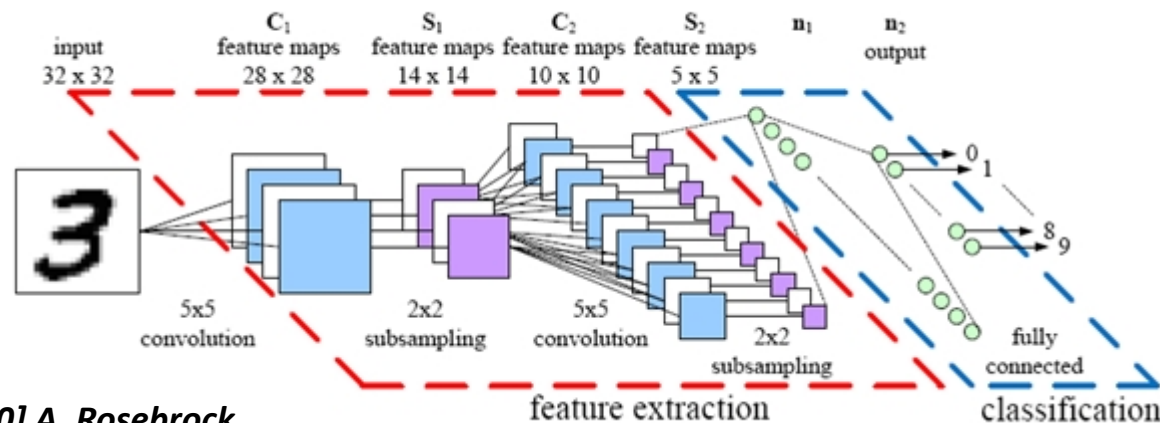 input
32 x 32
C₁
feature maps
28 x 28
S₁
feature maps
14 x 14
C₂
feature maps
10 x 10
S₂
feature maps
5 x 5
n₁
n₂
output
3
0
1
8
9
5x5
convolution
2x2
subsampling
5x5
convolution
2x2
subsampling
fully
connected
feature extraction
classification
0] A. Rosebrock